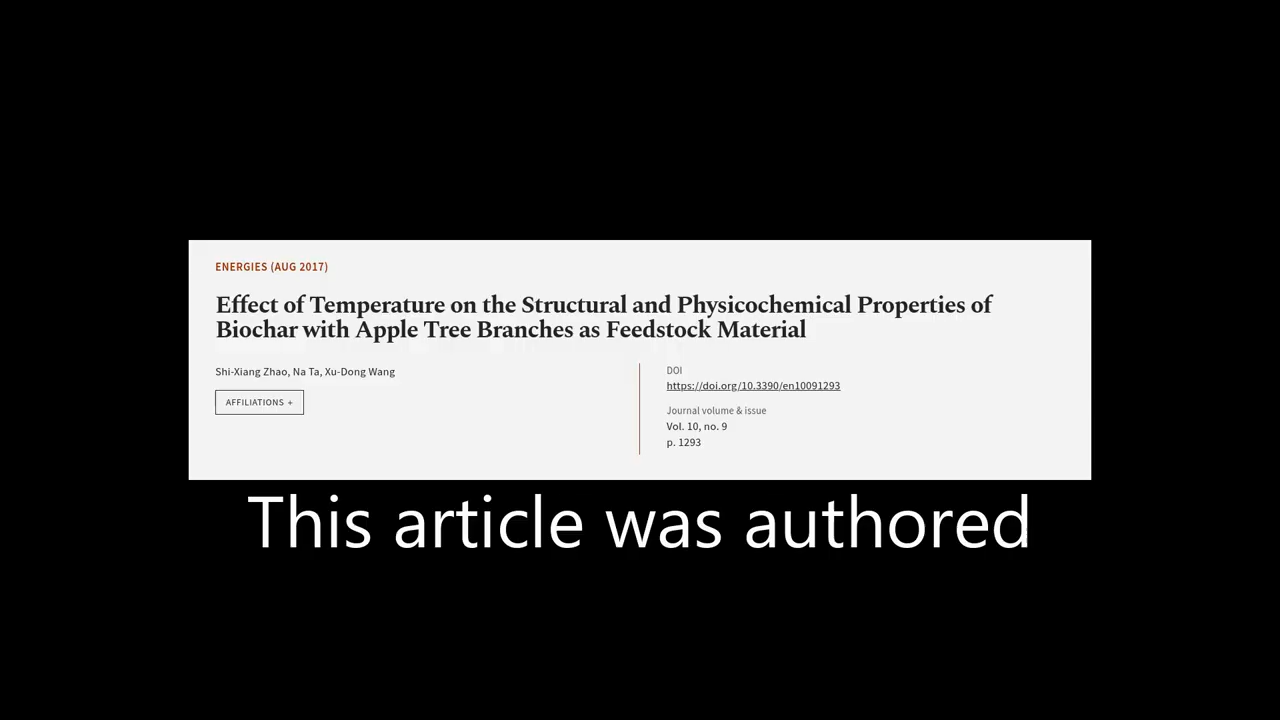 ENERGIES (AUG 2017)
Effect of Temperature on the Structural and Physicochemical Properties of
Biochar with Apple Tree Branches as Feedstock Material
Shi-Xiang Zhao, Na Ta, Xu-Dong Wang
AFFILIATIONS +
DOI
https://doi.org/10.3390/en10091293
Journal volume & issue
Vol. 10, no. 9
p. 1293
This article was authored